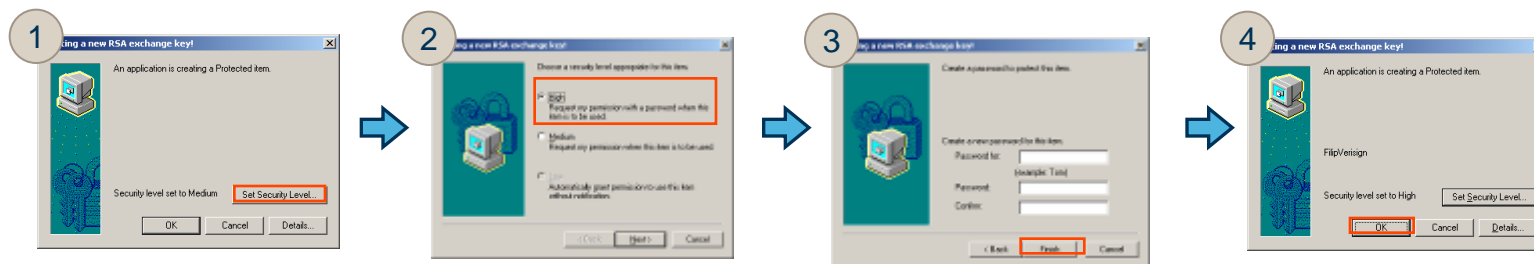 1
ting a new RSA exchange key!
An application is creating a Protected item.
Security level set to Medium
Set Security Level...
OK
Cancel
Details...
2
ng a new RSA exchange key!
Choose a security level appropriate for this item.
High
Request my permission with a password when this
item is to be used.
Medium
Request my permission when this item is to be used.
Automatically grant permission to use this item
without notification.
< Back
Next >
Cancel
3
g a new RSA exchange key!
Create a password to protect this item.
Create a new password for this item.
Password for:
(example: Tom)
Password:
Confirm:
< Back
Finish
Cancel
4
ing a new RSA exchange key!
An application is creating a Protected item.
FilipVerisign
Security level set to High
Set Security Level...
OK
Cancel
Details...